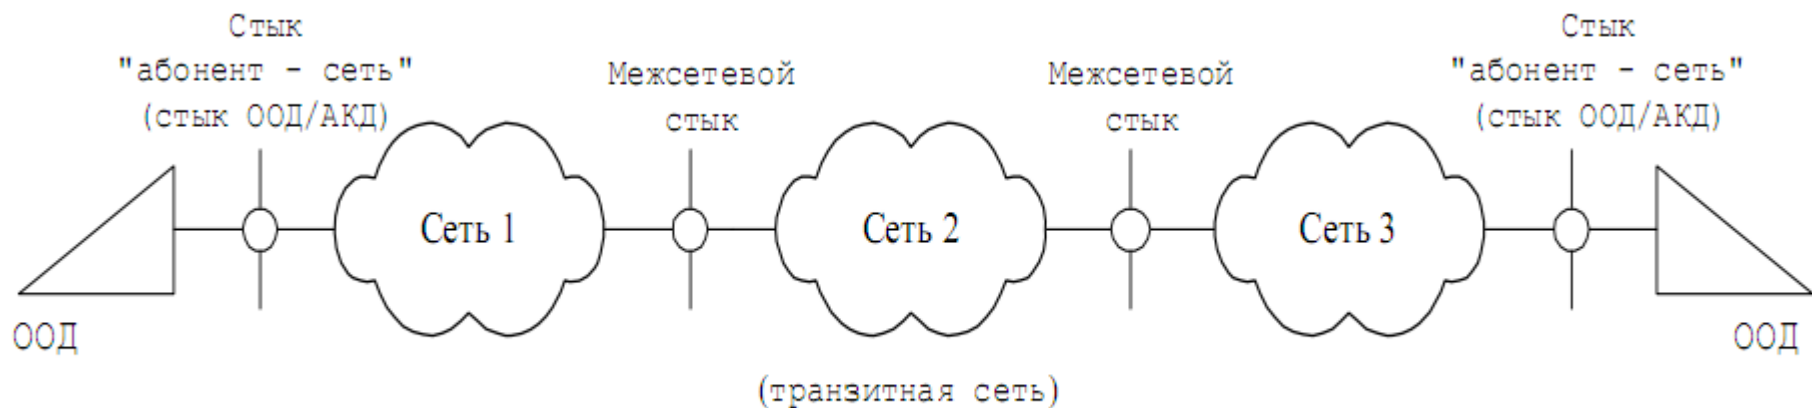 Стык
"абонент - сеть"
(стык ООД/АКД)
Межсетевой
стык
Межсетевой
стык
Стык
"абонент - сеть"
(стык ООД/АКД)
Сеть 1
Сеть 2
Сеть 3
ООД
ООД
(транзитная сеть)